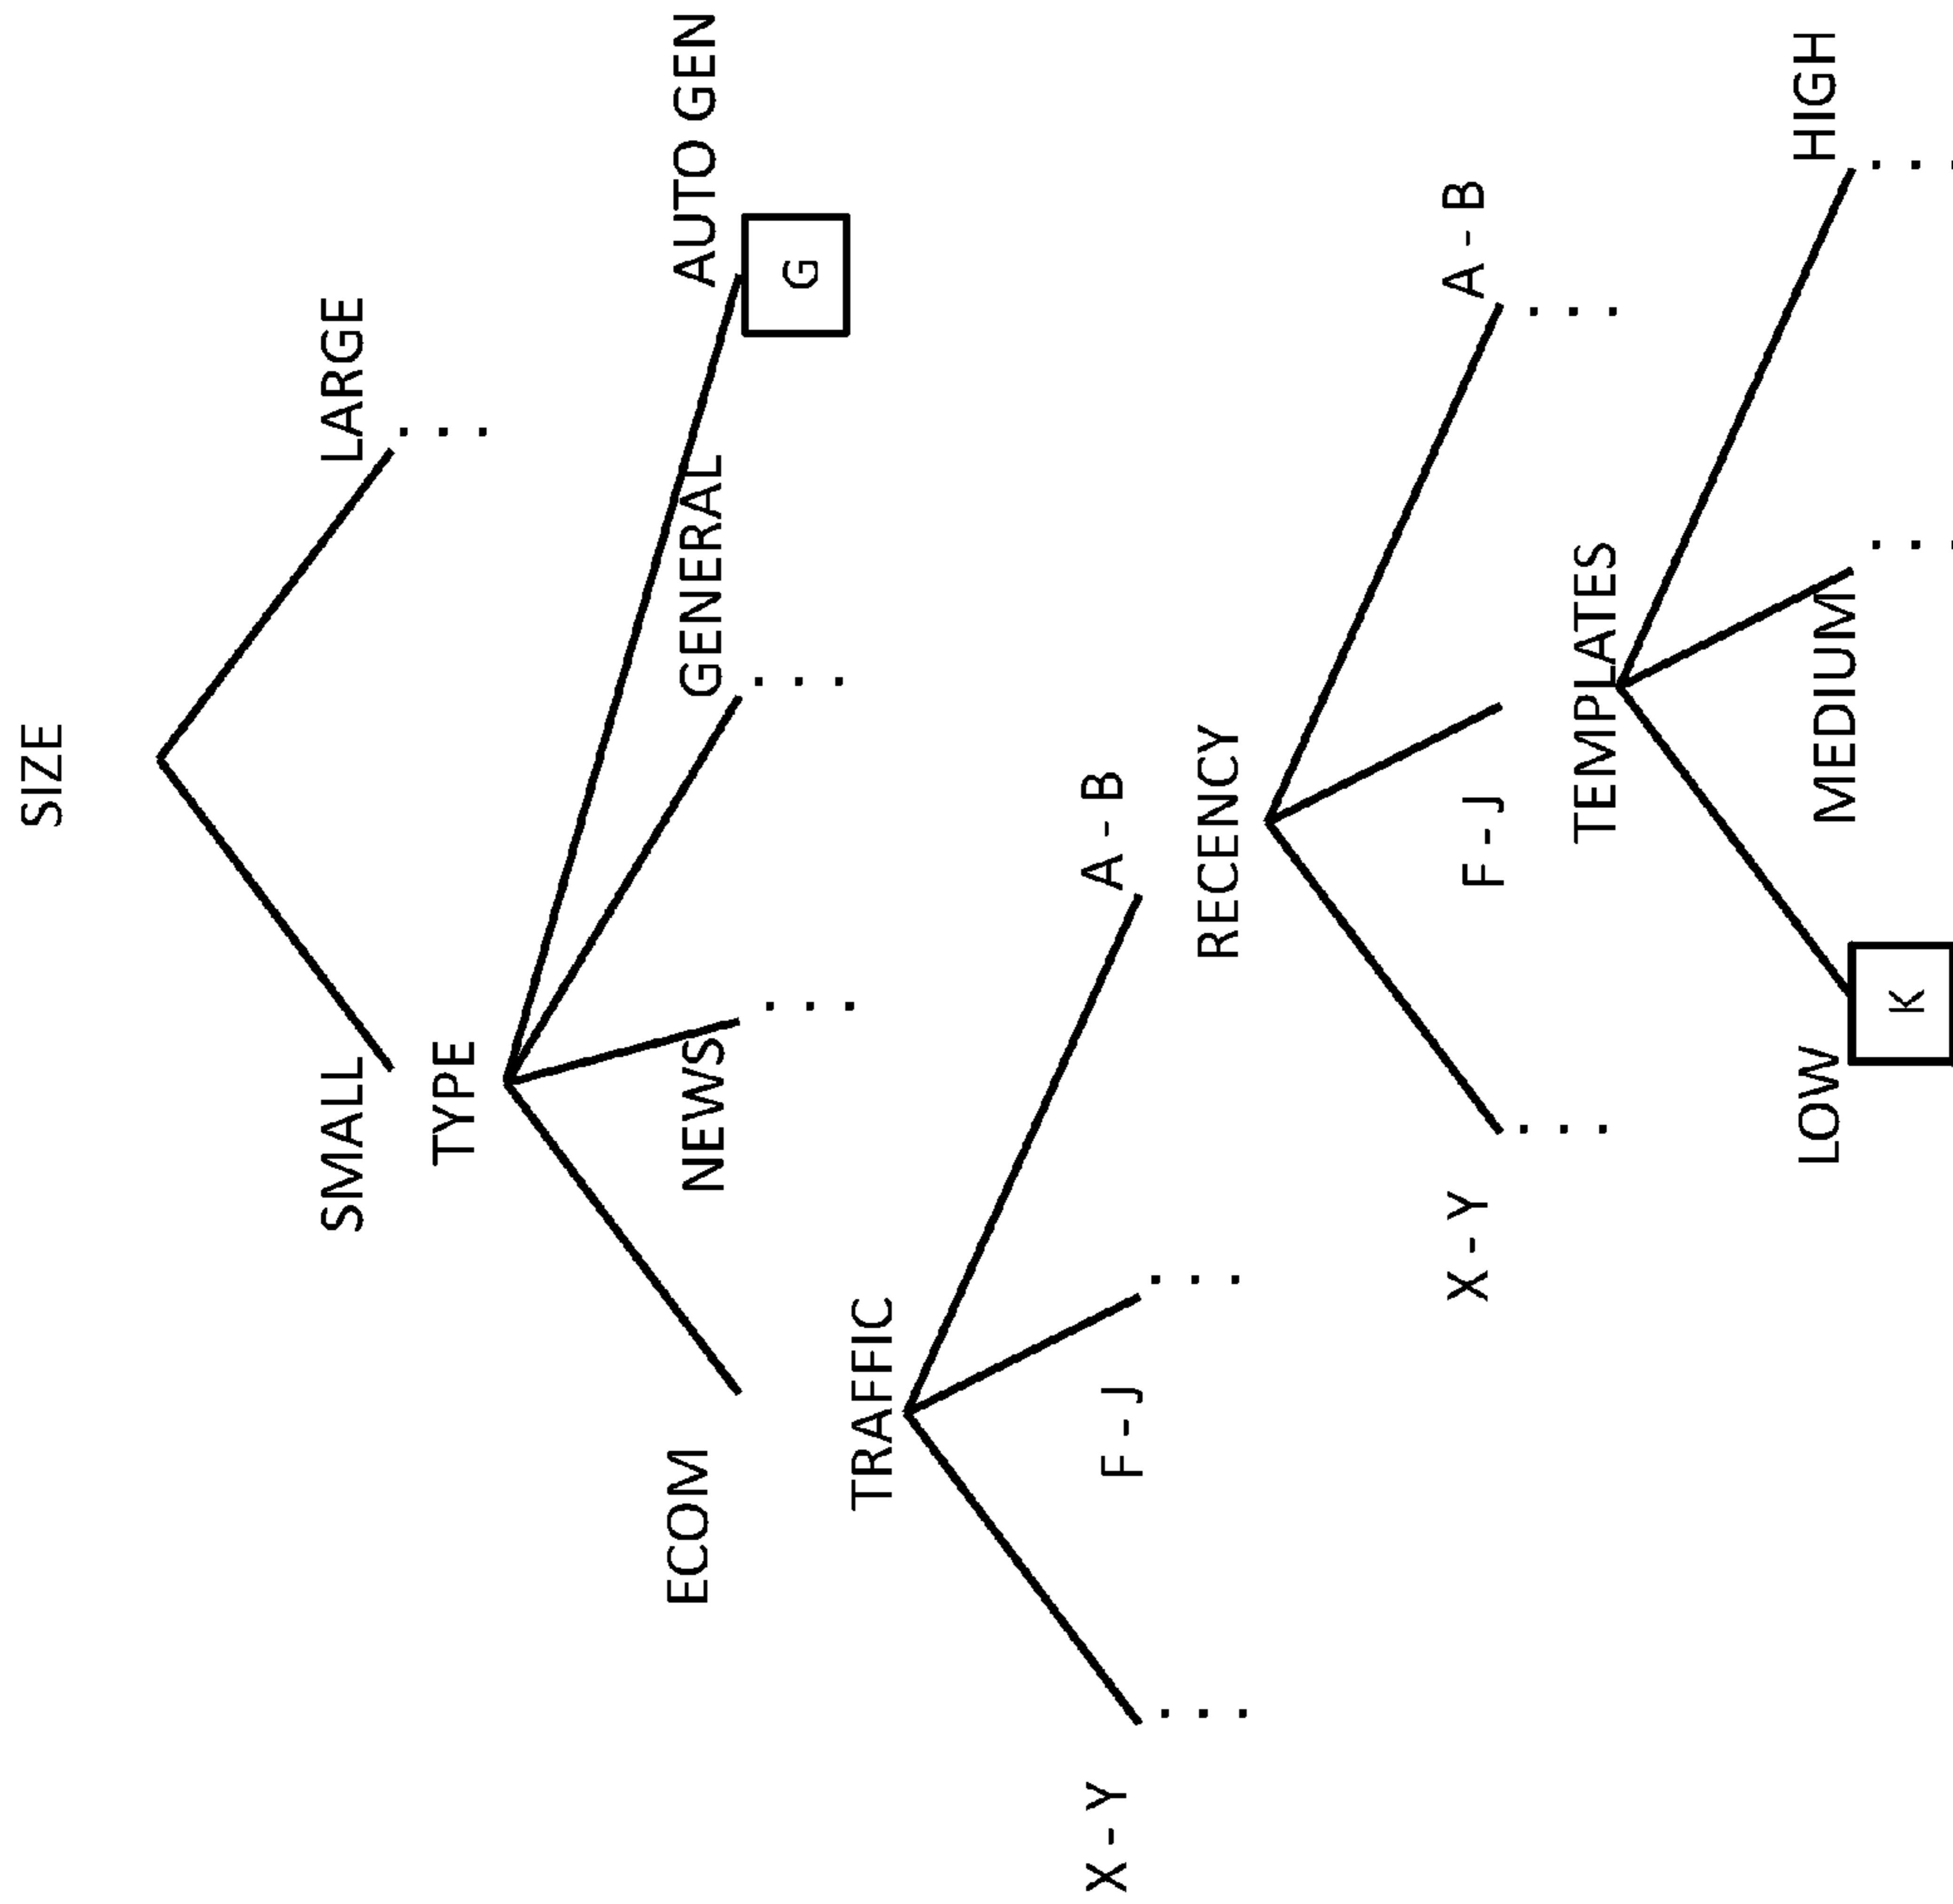 SIZE
SMALL
LARGE
TYPE
ECOM
NEWS
GENERAL
AUTO GEN
G
TRAFFIC
X - Y
F - J
A - B
RECENCY
X - Y
F - J
A - B
TEMPLATES
LOW
MEDIUM
HIGH
K